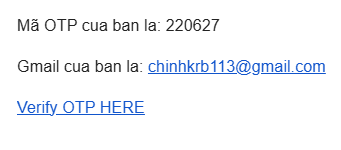 Mã OTP cua ban la: 220627
Gmail cua ban la: chinhkrb113@gmail.com
Verify OTP HERE